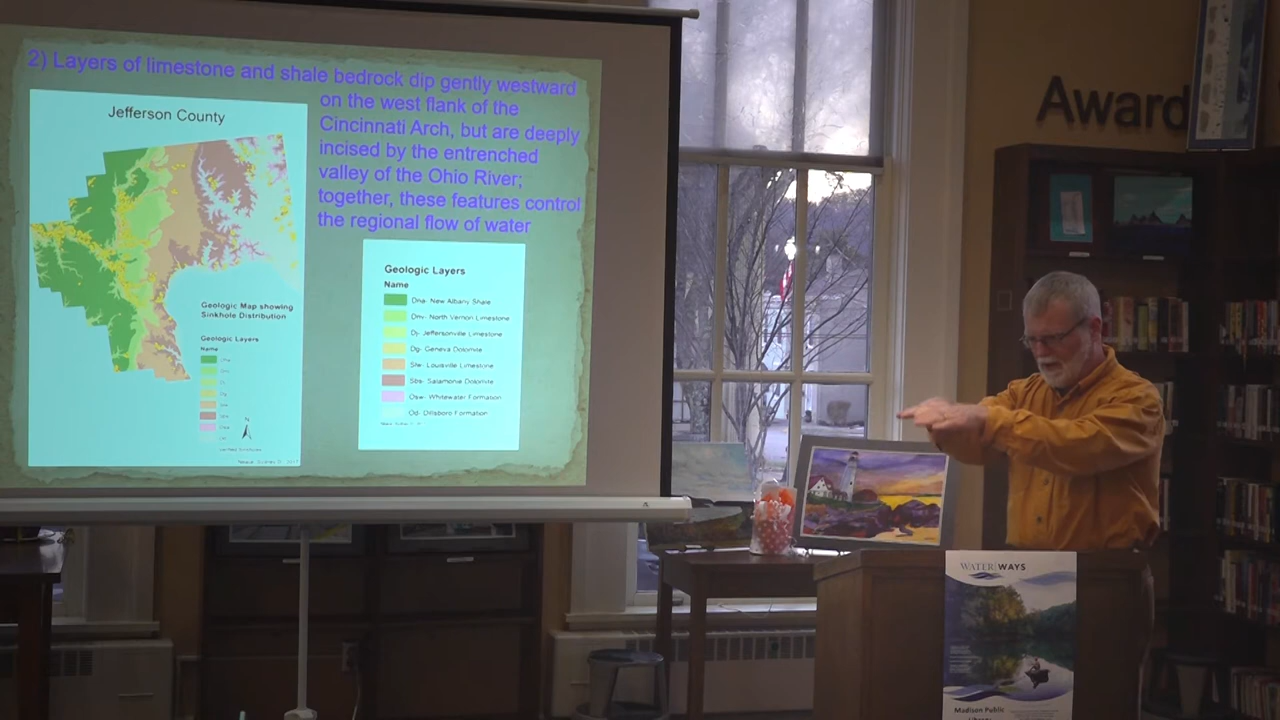 2) Layers of limestone and shale bedrock dip gently westward
on the west flank of the
Cincinnati Arch, but are deeply
incised by the entrenched
valley of the Ohio River;
together, these features control
the regional flow of water
Jefferson County
Geologic Map showing
Sinkhole Distribution
Geologic Layers
Name
Geologic Layers
Name
Dna- New Albany Shale
Dnv- North Vernon Limestone
Dj- Jeffersonville Limestone
Dg- Geneva Dolomite
Slw- Louisville Limestone
Sbs- Salamonie Dolomite
Osw- Whitewater Formation
Od- Dillsboro Formation
N
Award
WATER|WAYS
Madison Public